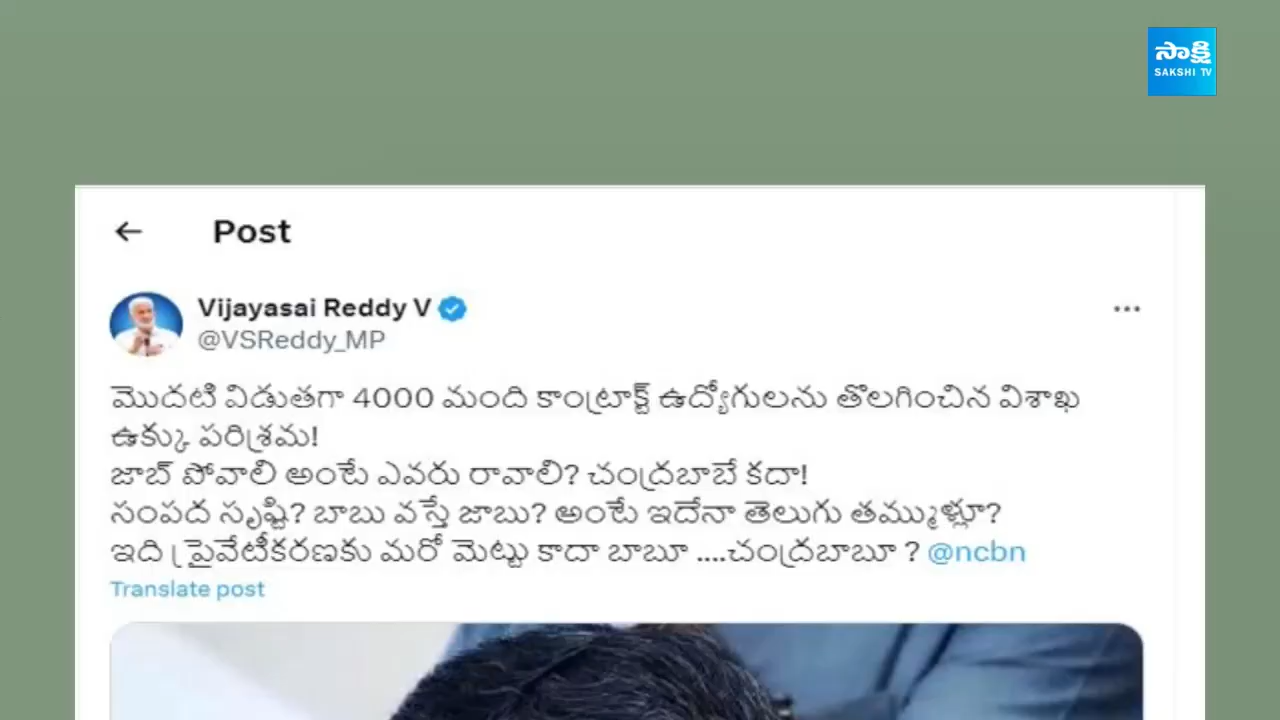 సాక్షి
SAKSHI TV
Post
Vijayasai Reddy V
@VSReddy_MP
మొదటి విడుతగా 4000 మంది కాంట్రాక్ట్ ఉద్యోగులను తొలగించిన విశాఖ
ఉక్కు పరిశ్రమ!
జాబ్ పోవాలి అంటే ఎవరు రావాలి? చంద్రబాబే కదా!
సంపద సృష్టి? బాబు వస్తే జాబు? అంటే ఇదేనా తెలుగు తమ్ముళ్లూ?
ఇది ప్రైవేటీకరణకు మరో మెట్టు కాదా బాబూ ....చంద్రబాబూ ? @ncbn
Translate post